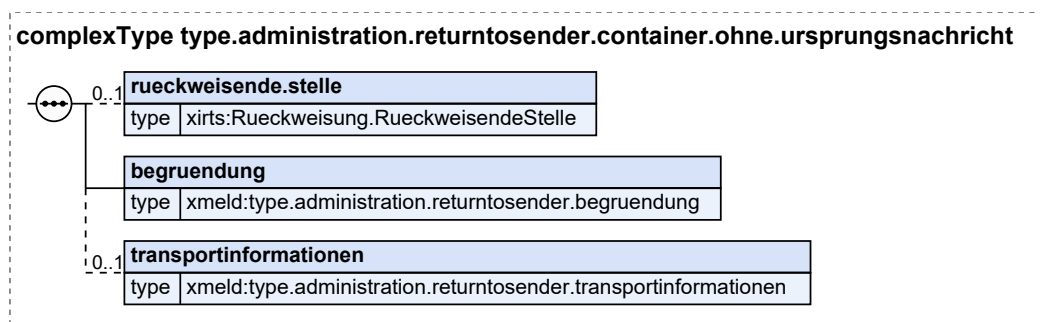 complexType type.administration.returntosender.container.ohne.ursprungsnachricht
0..1 rueckweisende.stelle
type xirts:Rueckweisung.RueckweisendeStelle
begruendung
type xmeld:type.administration.returntosender.begruendung
0..1 transportinformationen
type xmeld:type.administration.returntosender.transportinformationen